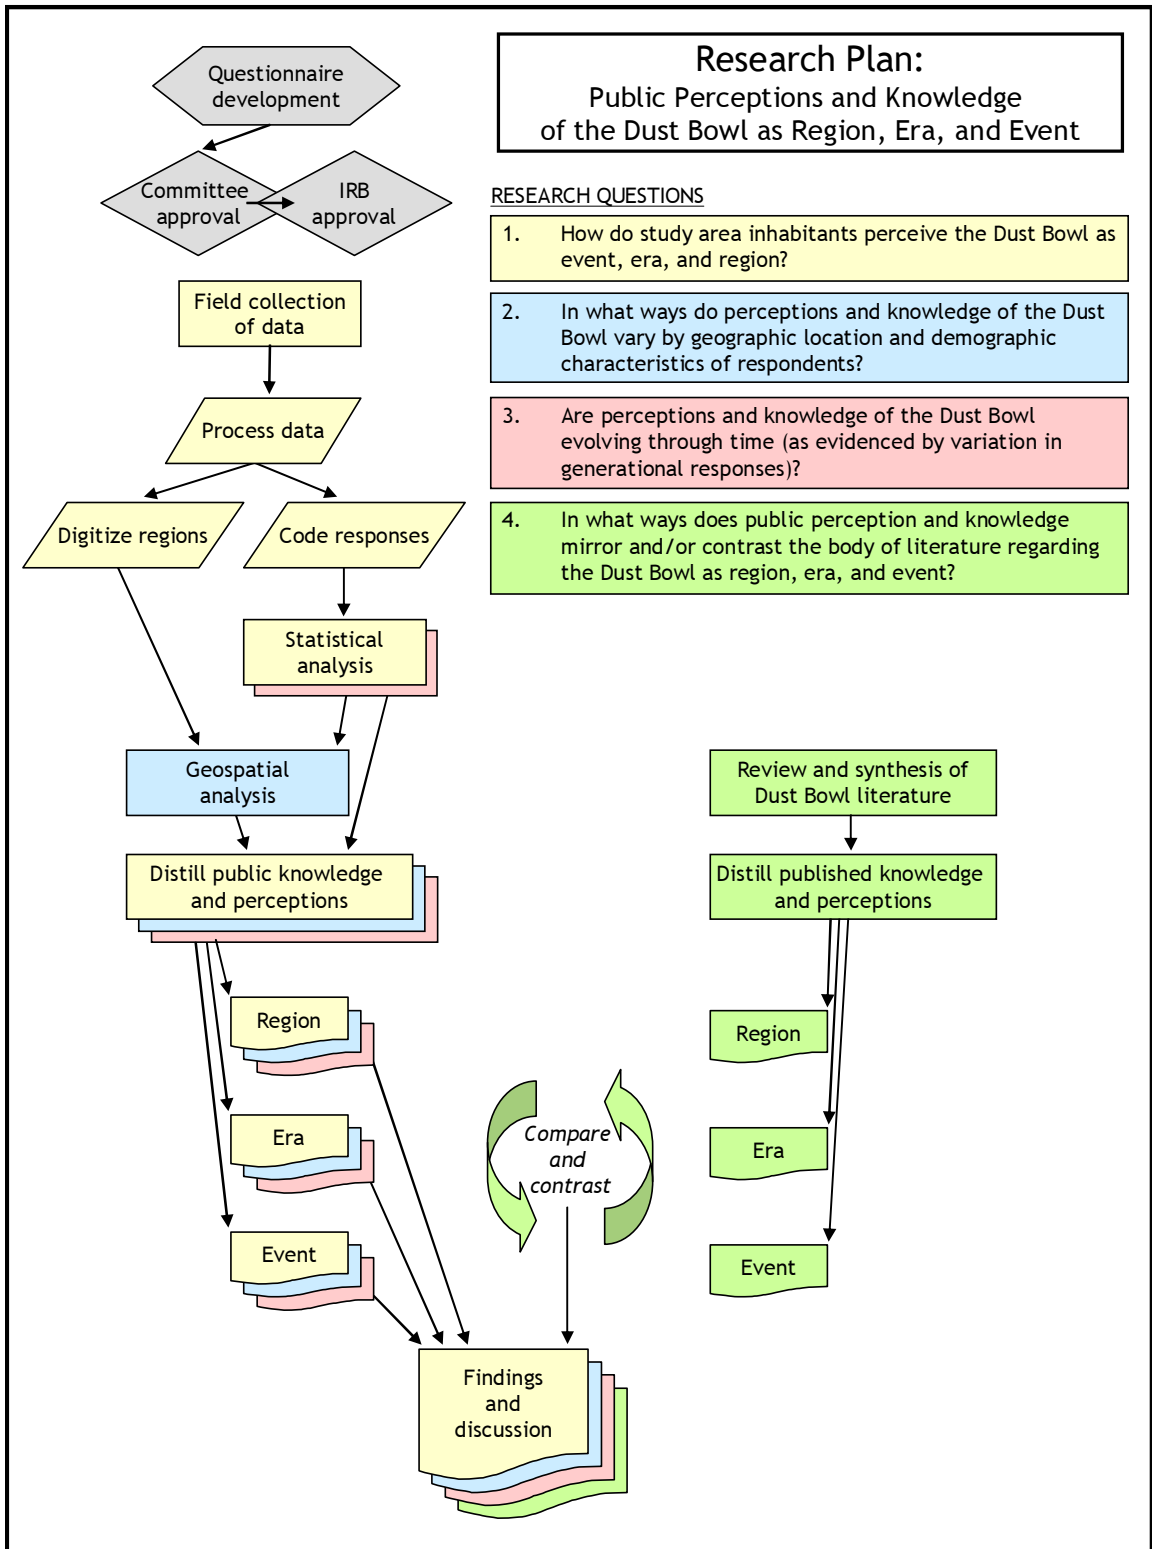 Research Plan:
Public Perceptions and Knowledge
of the Dust Bowl as Region, Era, and Event
Questionnaire
development
Committee
approval
IRB
approval
RESEARCH QUESTIONS
1. How do study area inhabitants perceive the Dust Bowl as
event, era, and region?
2. In what ways do perceptions and knowledge of the Dust
Bowl vary by geographic location and demographic
characteristics of respondents?
3. Are perceptions and knowledge of the Dust Bowl
evolving through time (as evidenced by variation in
generational responses)?
4. In what ways does public perception and knowledge
mirror and/or contrast the body of literature regarding
the Dust Bowl as region, era, and event?
Field collection
of data
Process data
Digitize regions
Code responses
Statistical
analysis
Geospatial
analysis
Distill public knowledge
and perceptions
Region
Era
Event
Review and synthesis of
Dust Bowl literature
Distill published knowledge
and perceptions
Region
Era
Event
Compare
and
contrast
Findings
and
discussion